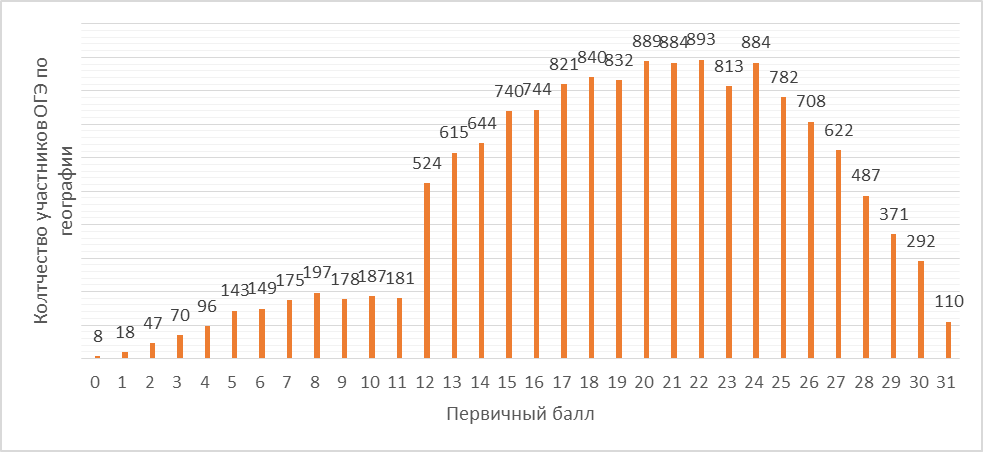 Колтчество участников ОГЭ по
географии
8 18 47 70 96 143 149 175 197 178 187 181 524 615 644 740 744 821 840 832 889 884 893 813 884 782 708 622 487 371 292 110
0 1 2 3 4 5 6 7 8 9 10 11 12 13 14 15 16 17 18 19 20 21 22 23 24 25 26 27 28 29 30 31
Первичный балл